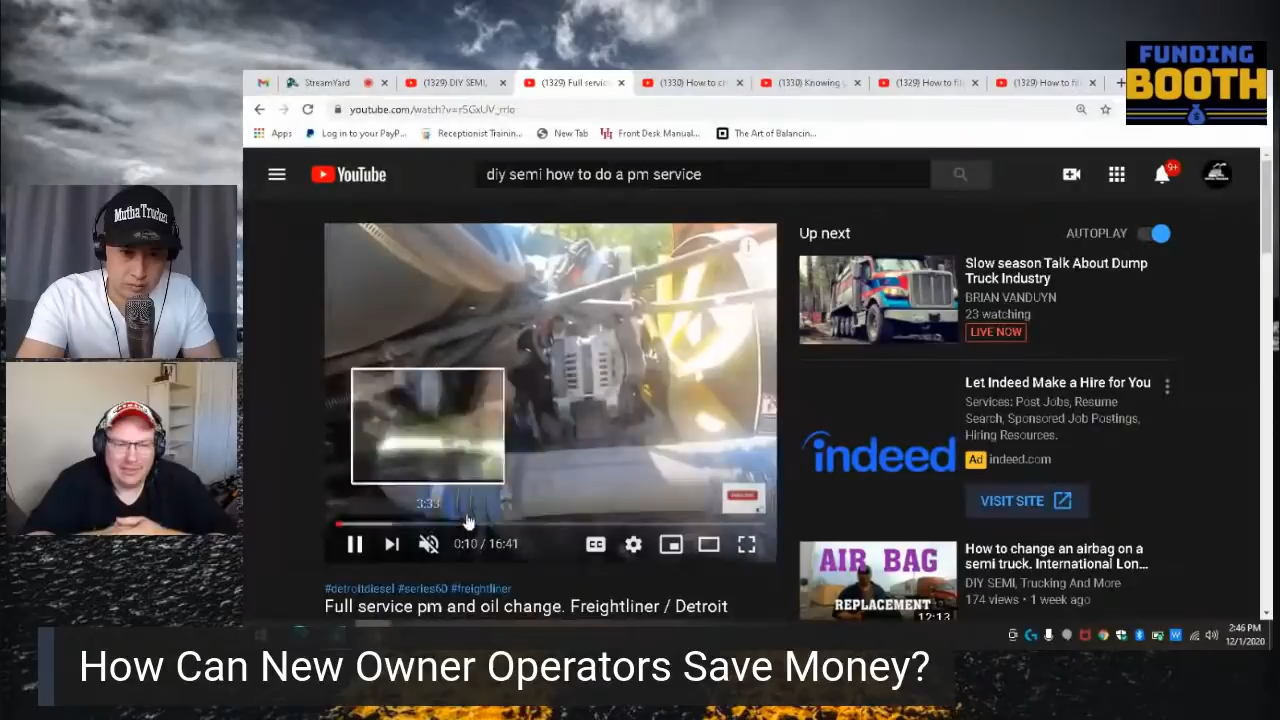 FUNDING
BOOTH
StreamYard
(1329) DIY SEMI,
(1329) Full servic
(1330) How to c
(1330) Knowing
(1329) How to fi
(1329) How to fi
youtube.com/watch?v=r5GxUV_rrIo
Apps
Log in to your PayP...
Receptionist Trainin...
New Tab
Front Desk Manual...
The Art of Balancin...
YouTube
diy semi how to do a pm service
9+
MuthaTrucker
Up next
AUTOPLAY
Slow season Talk About Dump
Truck Industry
BRIAN VANDUYN
23 watching
LIVE NOW
Let Indeed Make a Hire for You
Services: Post Jobs, Resume
Search, Sponsored Job Postings,
Hiring Resources.
Ad indeed.com
indeed
VISIT SITE
3:33
SUBSCRIBE
0:10 / 16:41
CC
#detroitdiesel #series60 #freightliner
Full service pm and oil change. Freightliner / Detroit
AIR BAG
REPLACEMENT
12:13
How to change an airbag on a
semi truck. International Lon...
DIY SEMI, Trucking And More
174 views • 1 week ago
2:46 PM
12/1/2020
How Can New Owner Operators Save Money?